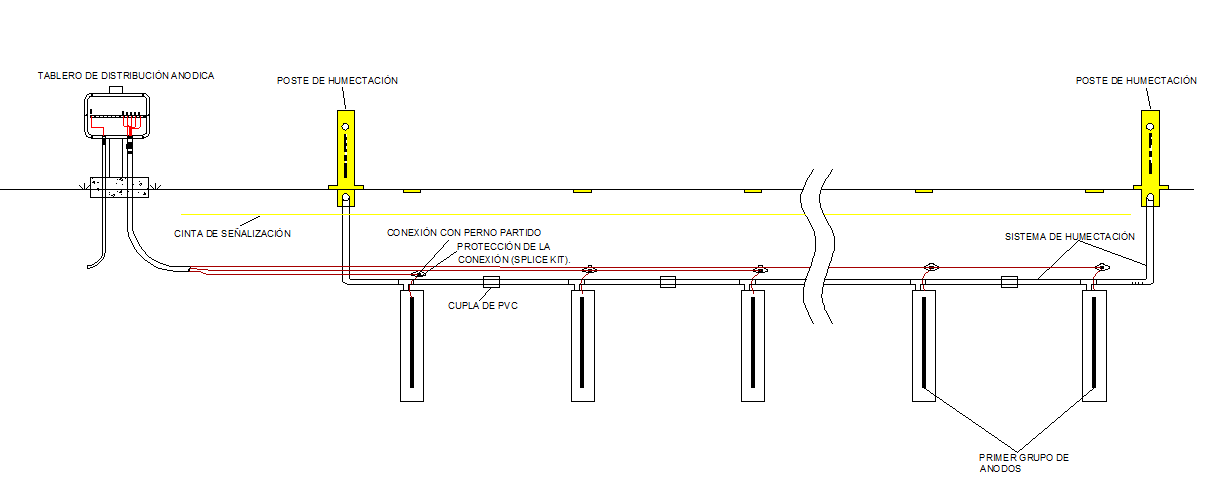 TABLERO DE DISTRIBUCIÓN ANODICA
POSTE DE HUMECTACIÓN
POSTE DE HUMECTACIÓN
CINTA DE SEÑALIZACIÓN
CONEXIÓN CON PERNO PARTIDO
PROTECCIÓN DE LA
CONEXIÓN (SPLICE KIT).
SISTEMA DE HUMECTACIÓN
CUPLA DE PVC
PRIMER GRUPO DE
ANODOS